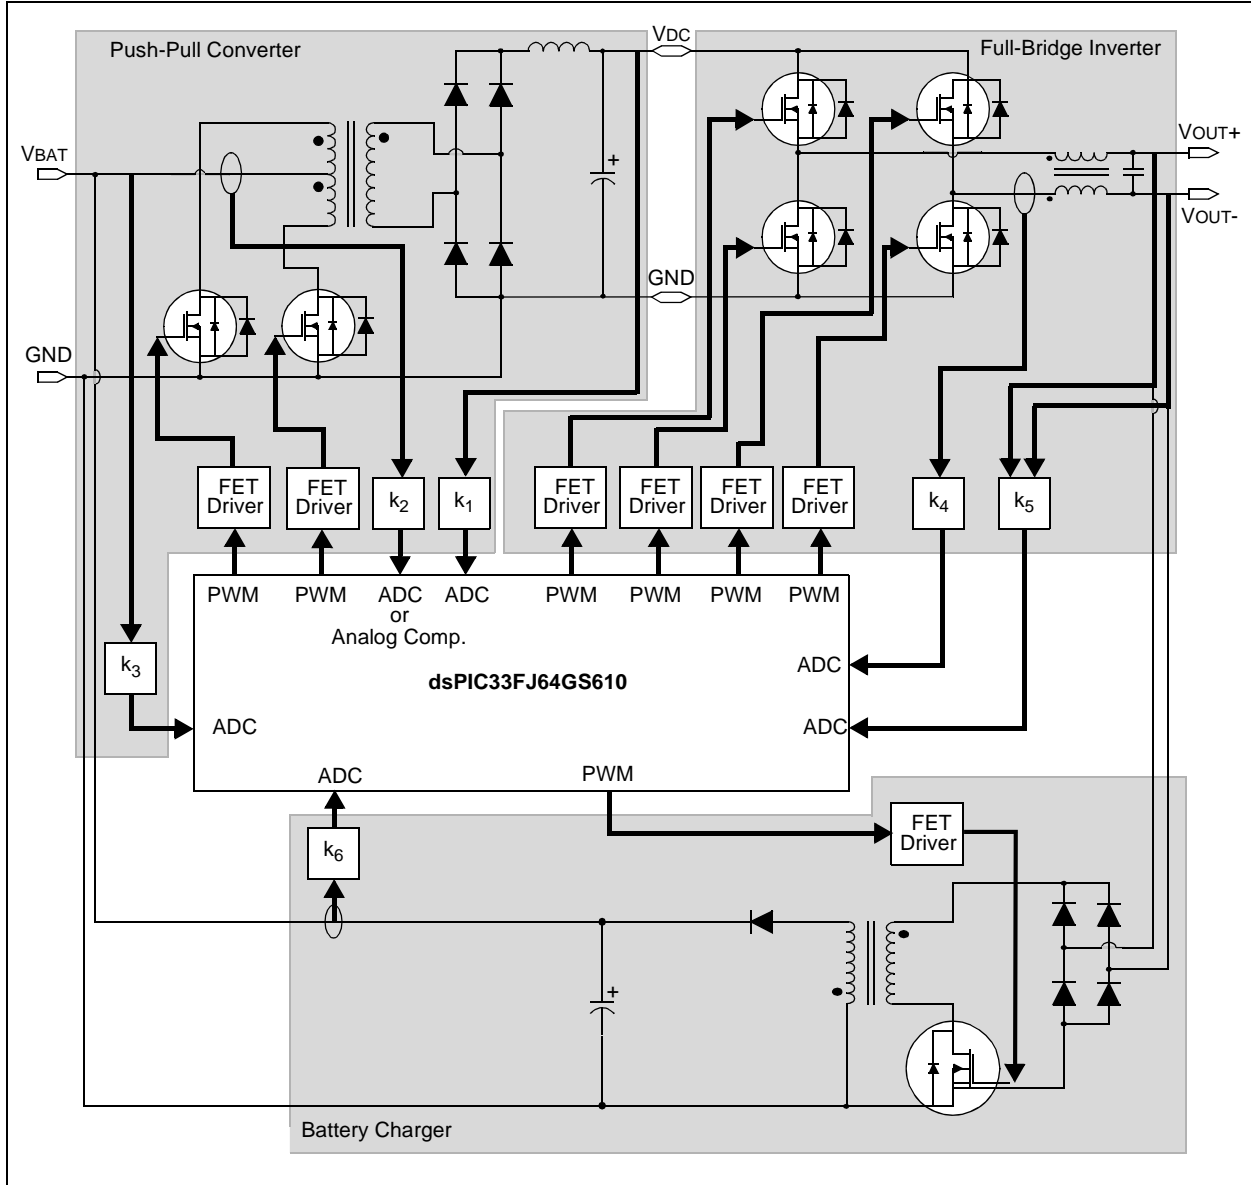 Push-Pull Converter
VDC
Full-Bridge Inverter
VBAT
VOUT+
VOUT-
+
GND
GND
FET
Driver
FET
Driver
k2
k1
FET
Driver
FET
Driver
FET
Driver
FET
Driver
k4
k5
PWM
PWM
ADC
or
Analog Comp.
ADC
PWM
PWM
PWM
PWM
k3
ADC
dsPIC33FJ64GS610
ADC
ADC
ADC
PWM
k6
FET
Driver
+
Battery Charger